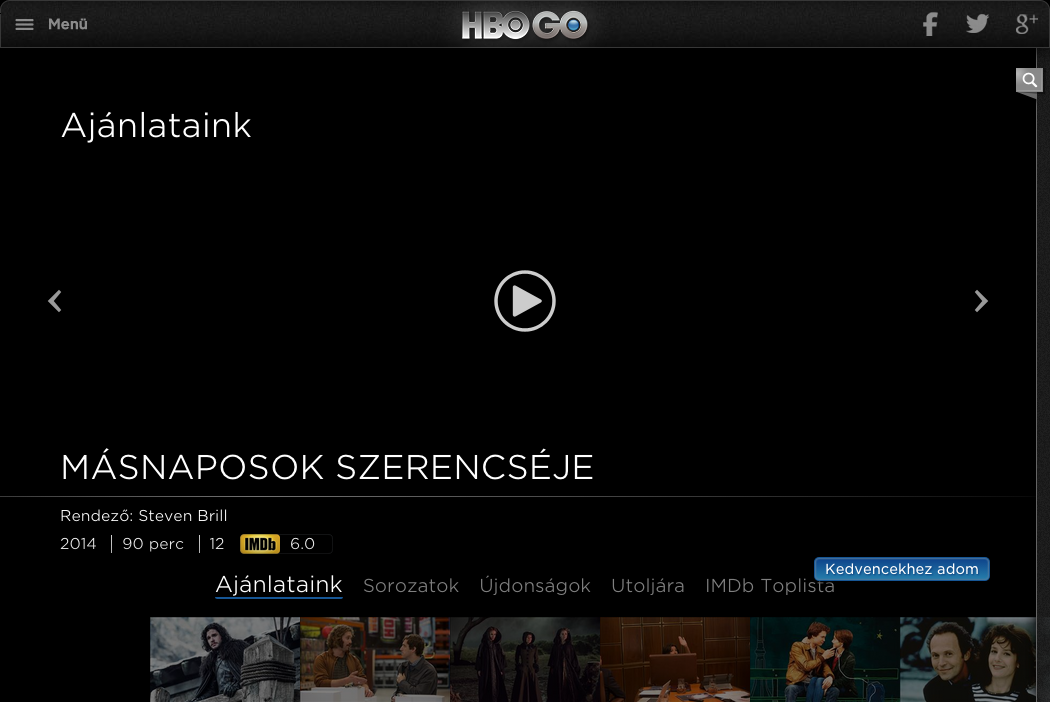 Menü
HBO GO
8+
Ajánlataink
MÁSNAPOSOK SZERENCSÉJE
Rendező: Steven Brill
2014 | 90 perc | 12 IMDb 6.0
Kedvencekhez adom
Ajánlataink Sorozatok Újdonságok Utoljára IMDb Toplista